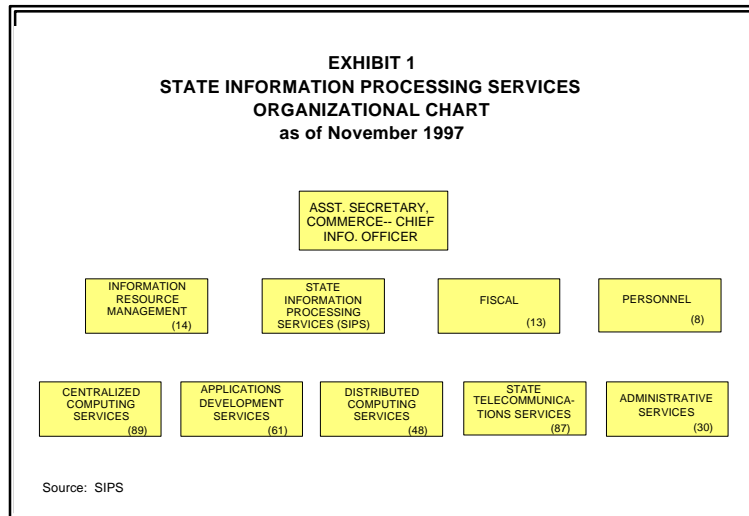 EXHIBIT 1
STATE INFORMATION PROCESSING SERVICES
ORGANIZATIONAL CHART
as of November 1997
ASST. SECRETARY,
COMMERCE-- CHIEF
INFO. OFFICER
INFORMATION
RESOURCE
MANAGEMENT
(14)
STATE
INFORMATION
PROCESSING
SERVICES (SIPS)
FISCAL
(13)
PERSONNEL
(8)
CENTRALIZED
COMPUTING
SERVICES
(89)
APPLICATIONS
DEVELOPMENT
SERVICES
(61)
DISTRIBUTED
COMPUTING
SERVICES
(48)
STATE
TELECOMMUNICA-
TIONS SERVICES
(87)
ADMINISTRATIVE
SERVICES
(30)
Source: SIPS